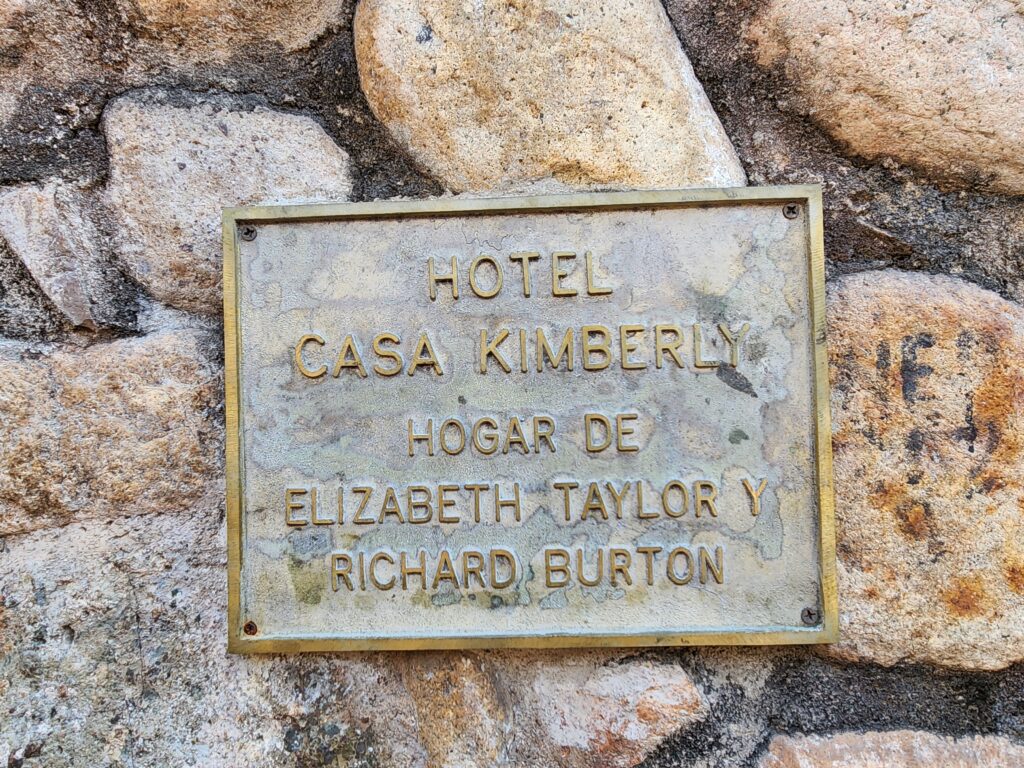 HOTEL
CASA KIMBERLY
HOGAR DE
ELIZABETH TAYLOR Y
RICHARD BURTON